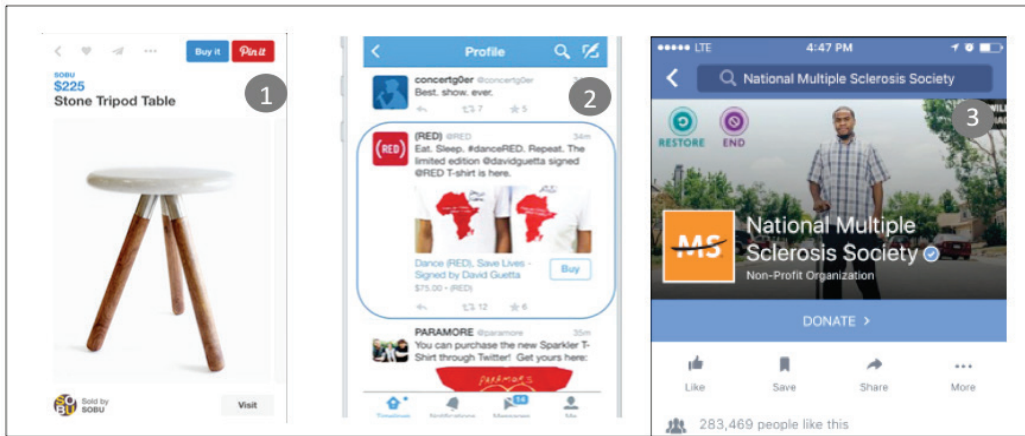 Buy it
Pin it
1
SOBU
$225
Stone Tripod Table
Sold by
SOBU
Visit
Profile
2
concertg0er @concertg0er
Best. show. ever.
7
5
(RED)
(RED) @RED 34m
Eat. Sleep. #danceRED. Repeat. The
limited edition @davidguetta signed
@RED T-shirt is here.
Dance (RED), Save Lives -
Signed by David Guetta
$75.00 • (RED)
Buy
12
6
PARAMORE @paramore 35m
You can purchase the new Sparkler T-
Shirt through Twitter! Get yours here:
PARAMORE
14
Me
LTE
4:47 PM
National Multiple Sclerosis Society
3
RESTORE
END
MS
National Multiple
Sclerosis Society
Non-Profit Organization
DONATE >
Like
Save
Share
More
283,469 people like this